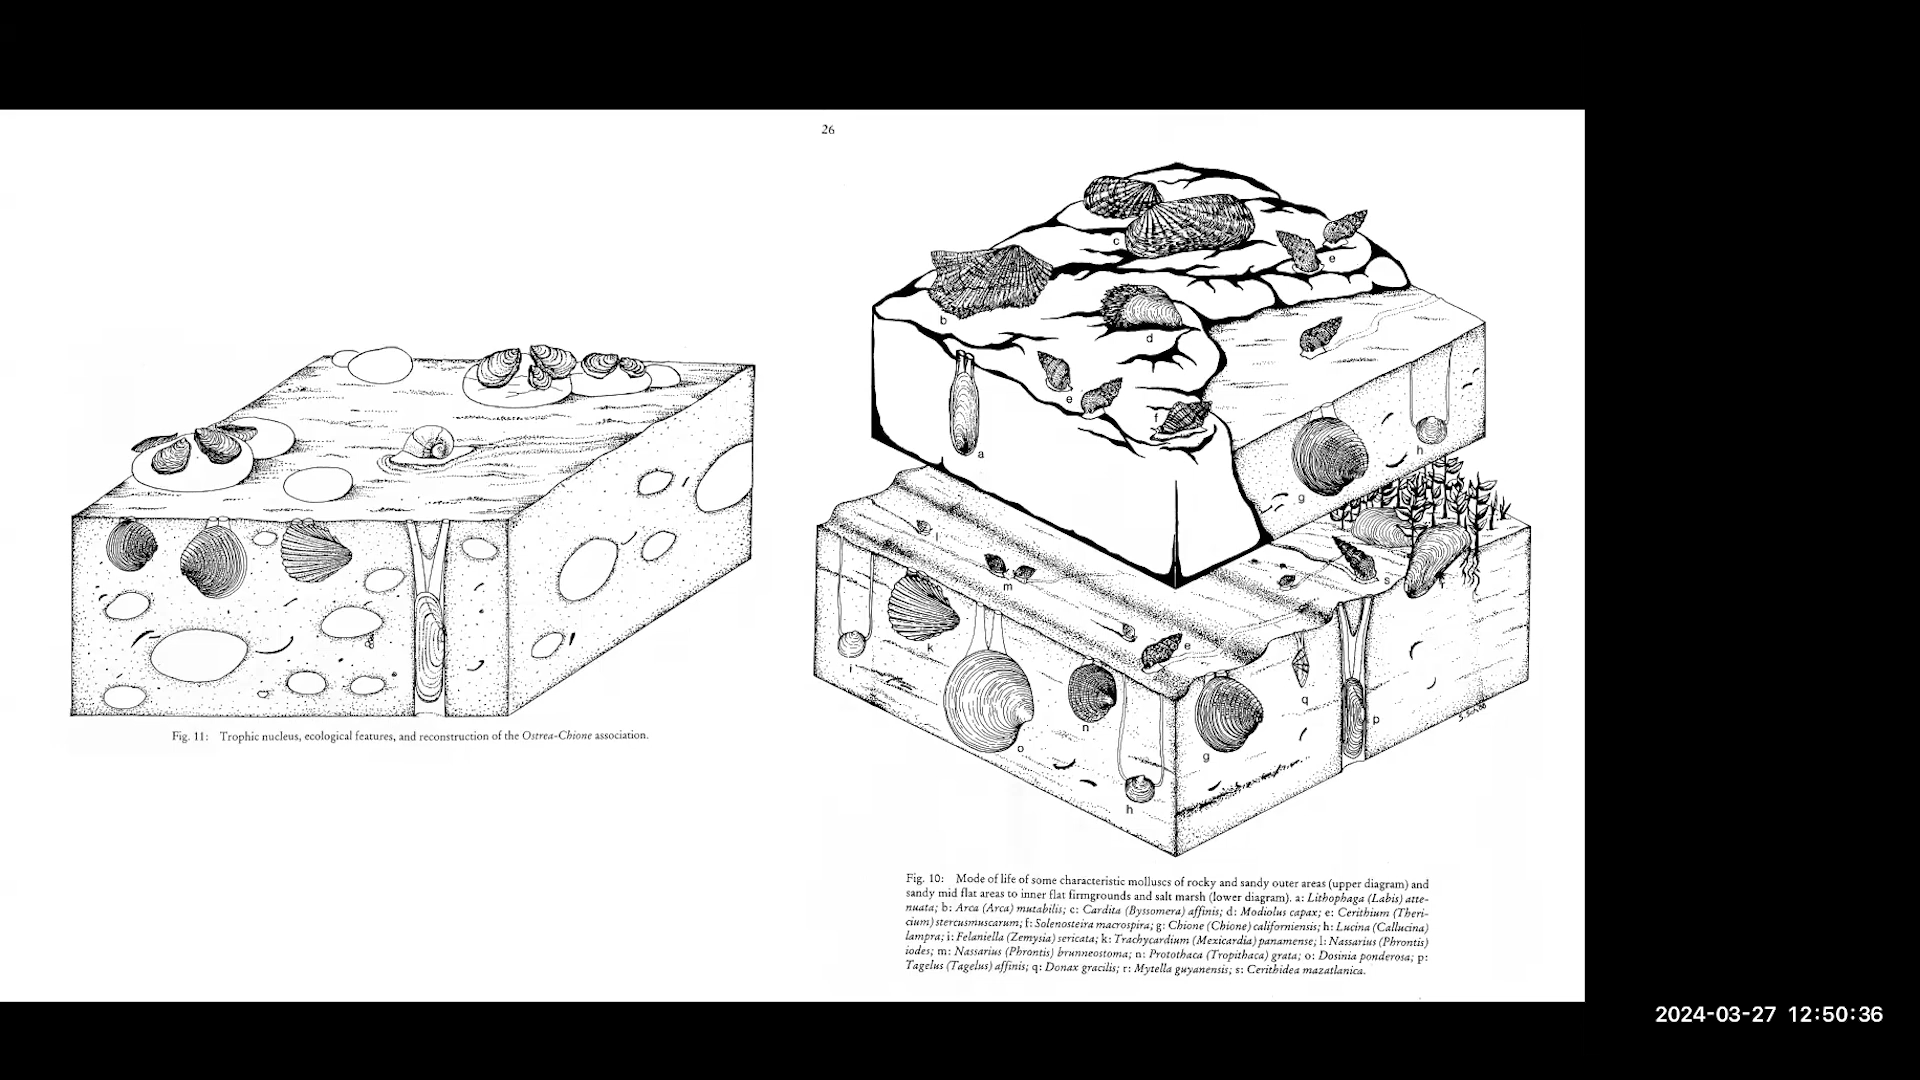 26
c
e
b
d
e
f
a
h
g
l
m
s
e
k
i
q
p
n
o
g
h
Fig. 11: Trophic nucleus, ecological features, and reconstruction of the Ostrea-Chione association.
Fig. 10: Mode of life of some characteristic molluscs of rocky and sandy outer areas (upper diagram) and
sandy mid flat areas to inner flat firmgrounds and salt marsh (lower diagram). a: Lithophaga (Labis) atte-
nuata; b: Arca (Arca) mutabilis; c: Cardita (Byssomera) affinis; d: Modiolus capax; e: Cerithium (Theri-
cium) stercusmuscarum; f: Solenosteira macrospira; g: Chione (Chione) californiensis; h: Lucina (Callucina)
lampra; i: Felaniella (Zemysia) sericata; k: Trachycardium (Mexicardia) panamense; l: Nassarius (Phrontis)
iodes; m: Nassarius (Phrontis) brunneostoma; n: Protothaca (Tropithaca) grata; o: Dosinia ponderosa; p:
Tagelus (Tagelus) affinis; q: Donax gracilis; r: Mytella guyanensis; s: Cerithidea mazatlanica.
2024-03-27 12:50:36